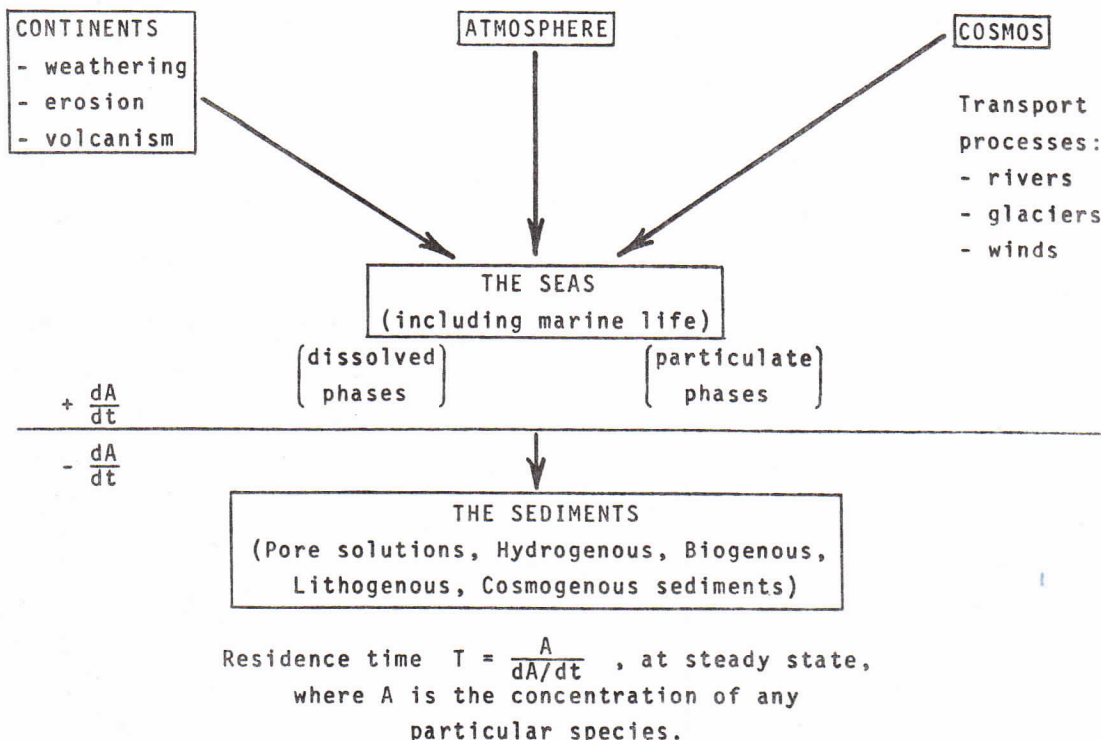 CONTINENTS
- weathering
- erosion
- volcanism
ATMOSPHERE
COSMOS
Transport
processes:
- rivers
- glaciers
- winds
THE SEAS
(including marine life)
(dissolved
phases)
(particulate
phases)
+ dA/dt
- dA/dt
THE SEDIMENTS
(Pore solutions, Hydrogenous, Biogenous,
Lithogenous, Cosmogenous sediments)
Residence time T = A / dA/dt , at steady state,
where A is the concentration of any
particular species.